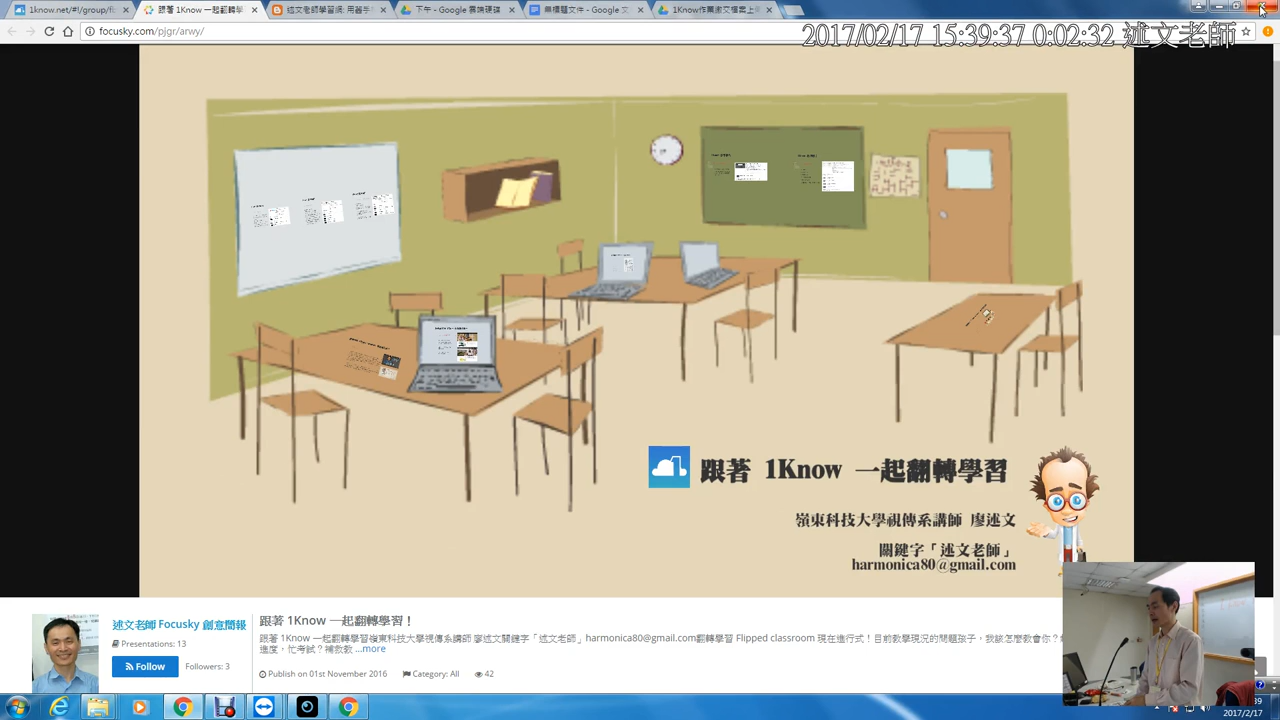 1know.net/#!/group/fi
跟著 1Know 一起翻轉學
述文老師學習網: 用器手
下午 - Google 雲端硬碟
無標題文件 - Google 文
1Know作圖繳交檔案上傳
focusky.com/pjgr/arwy/
2017/02/17 15:39:37 0:02:32 述文老師
跟著 1Know 一起翻轉學習
嶺東科技大學視傳系講師 廖述文
關鍵字「述文老師」
harmonica80@gmail.com
述文老師 Focusky 創意簡報
Presentations: 13
Follow
Followers: 3
跟著 1Know 一起翻轉學習！
跟著 1Know 一起翻轉學習嶺東科技大學視傳系講師 廖述文關鍵字「述文老師」harmonica80@gmail.com翻轉學習 Flipped classroom 現在進行式！目前教學現況的問題孩子，我該怎麼教會你？
進度，忙考試？補救教 ...more
Publish on 01st November 2016
Category: All
42
2017/2/17